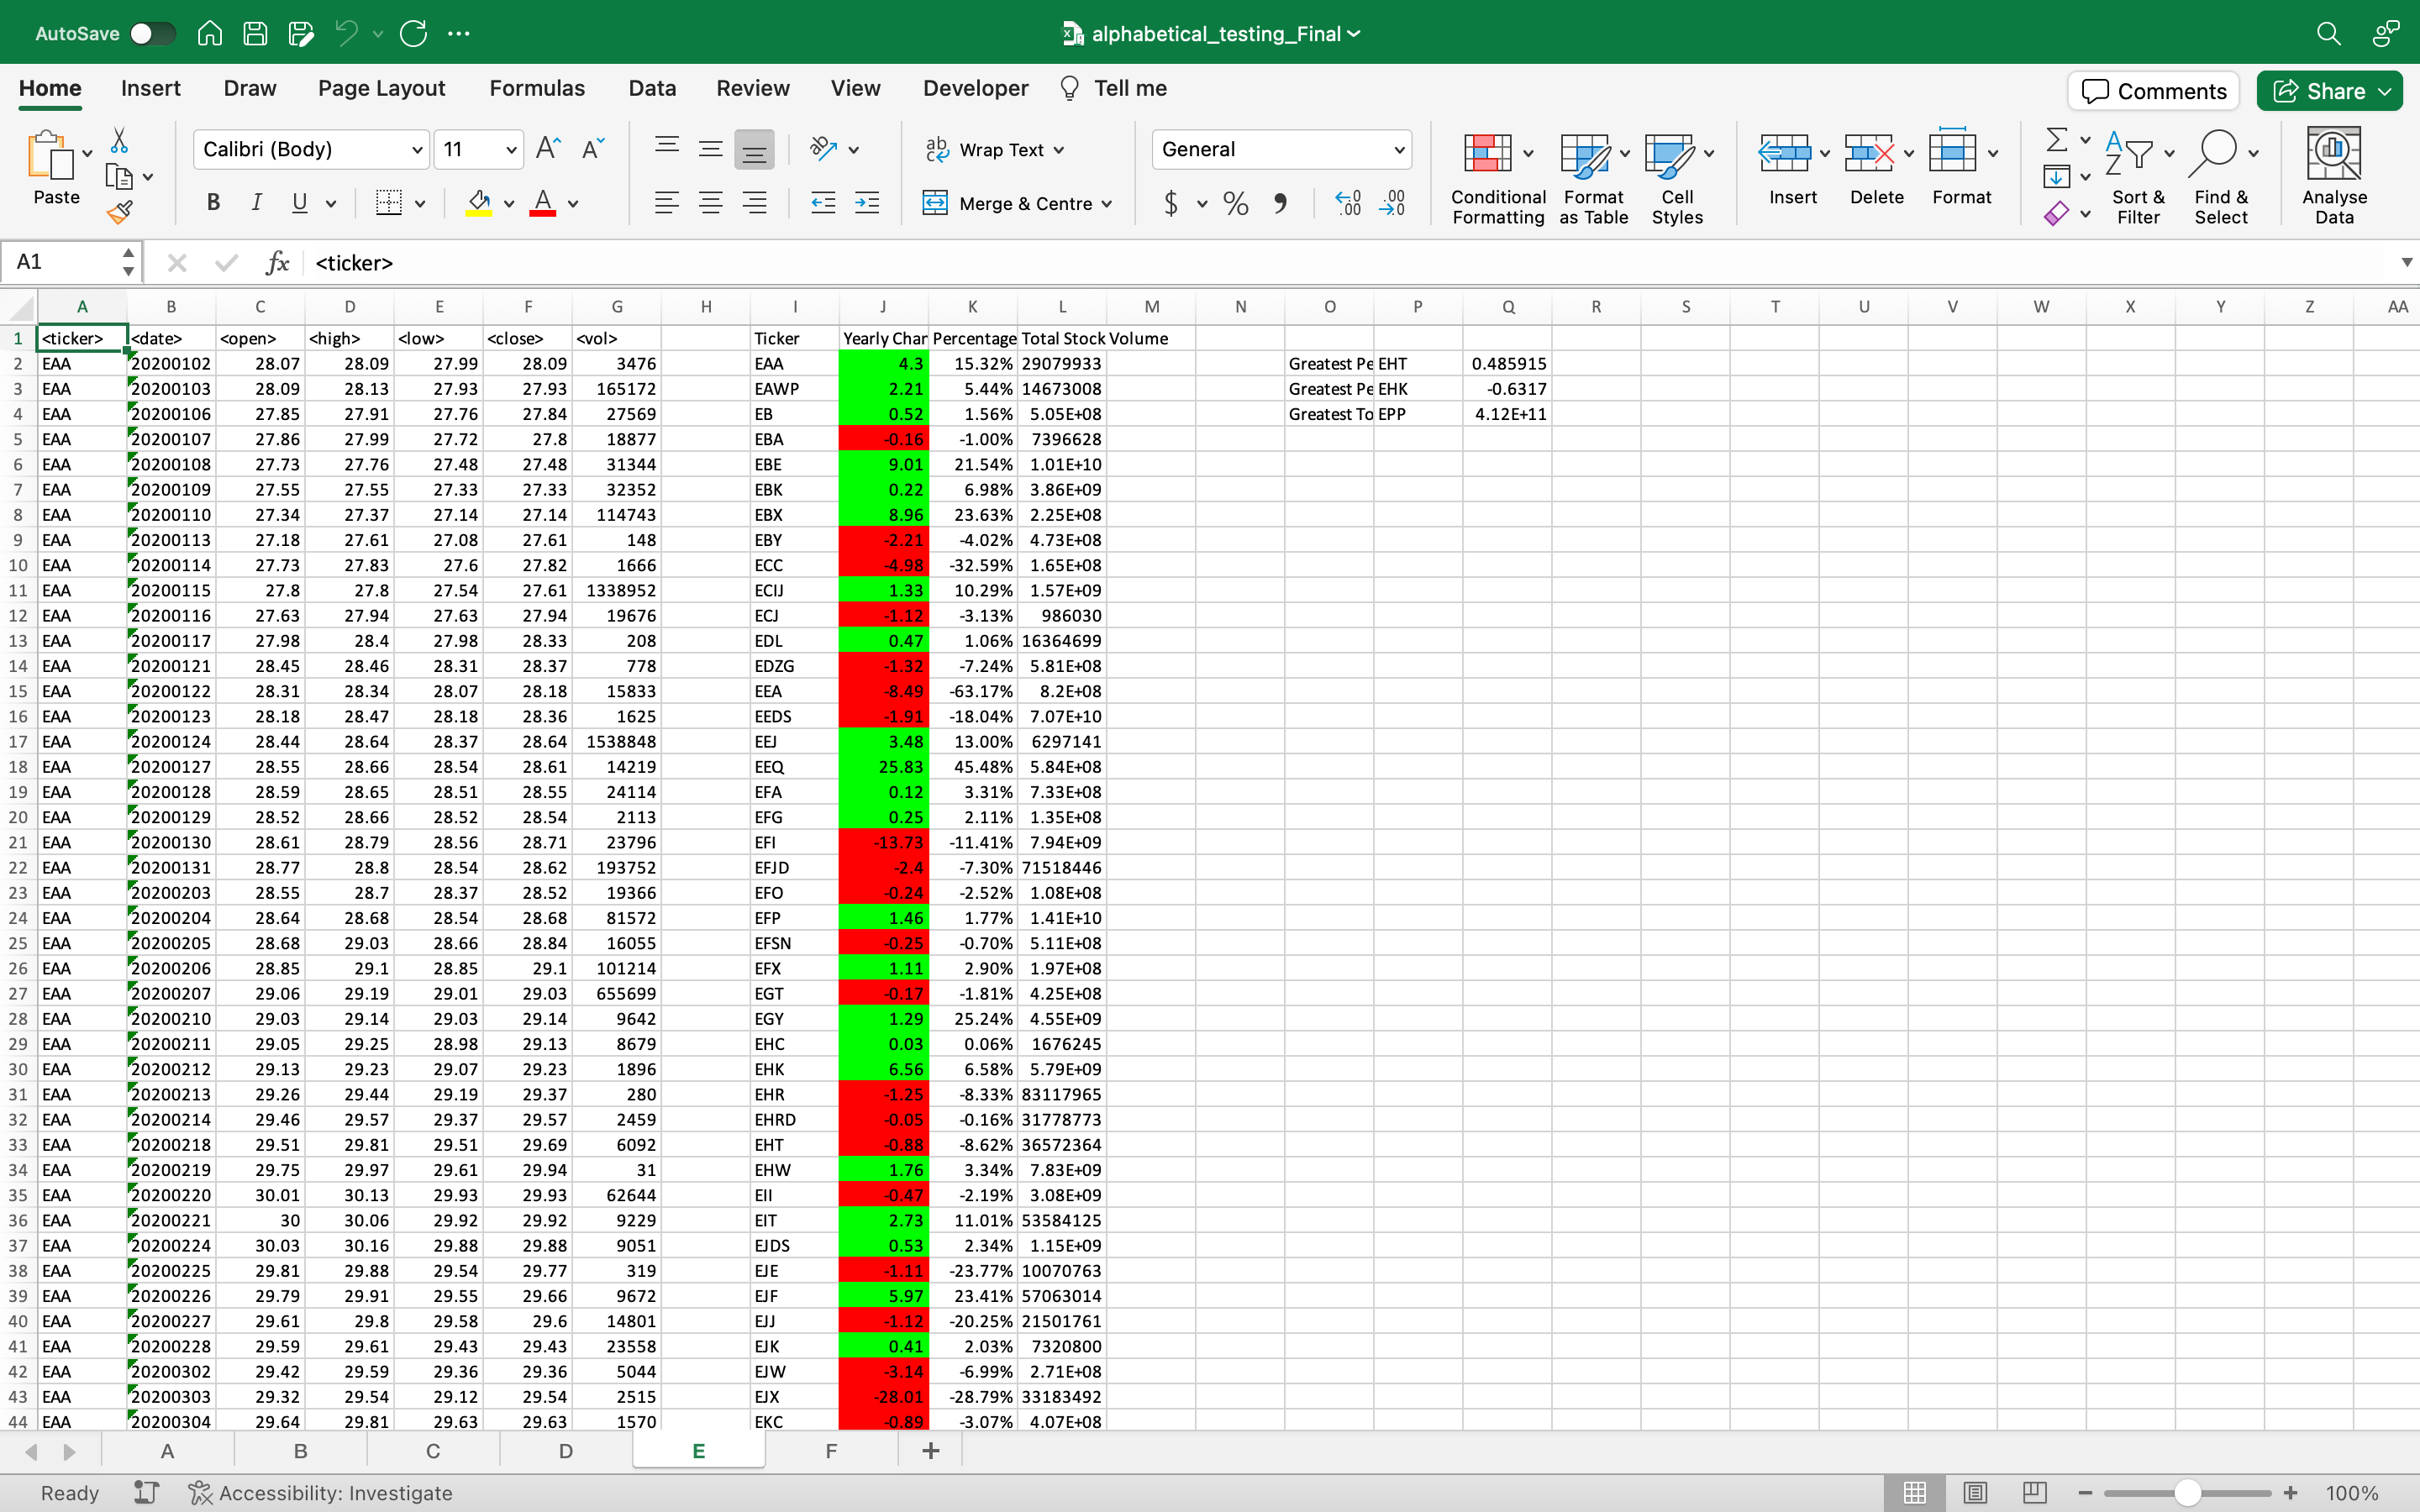 AutoSave alphabetical_testing_Final
Home Insert Draw Page Layout Formulas Data Review View Developer Tell me Comments Share
Calibri (Body) 11 Wrap Text General
Paste B I U Merge & Centre $ % Conditional Formatting Format as Table Cell Styles Insert Delete Format Sort & Filter Find & Select Analyse Data
A1 fx <ticker>
A B C D E F G H I J K L M N O P Q R S T U V W X Y Z AA
1 <ticker> <date> <open> <high> <low> <close> <vol> Ticker Yearly Char Percentage Total Stock Volume
2 EAA 20200102 28.07 28.09 27.99 28.09 3476 EAA 4.3 15.32% 29079933 Greatest Pe EHT 0.485915
3 EAA 20200103 28.09 28.13 27.93 27.93 165172 EAWP 2.21 5.44% 14673008 Greatest Pe EHK -0.6317
4 EAA 20200106 27.85 27.91 27.76 27.84 27569 EB 0.52 1.56% 5.05E+08 Greatest To EPP 4.12E+11
5 EAA 20200107 27.86 27.99 27.72 27.8 18877 EBA -0.16 -1.00% 7396628
6 EAA 20200108 27.73 27.76 27.48 27.48 31344 EBE 9.01 21.54% 1.01E+10
7 EAA 20200109 27.55 27.55 27.33 27.33 32352 EBK 0.22 6.98% 3.86E+09
8 EAA 20200110 27.34 27.37 27.14 27.14 114743 EBX 8.96 23.63% 2.25E+08
9 EAA 20200113 27.18 27.61 27.08 27.61 148 EBY -2.21 -4.02% 4.73E+08
10 EAA 20200114 27.73 27.83 27.6 27.82 1666 ECC -4.98 -32.59% 1.65E+08
11 EAA 20200115 27.8 27.8 27.54 27.61 1338952 ECIJ 1.33 10.29% 1.57E+09
12 EAA 20200116 27.63 27.94 27.63 27.94 19676 ECJ -1.12 -3.13% 986030
13 EAA 20200117 27.98 28.4 27.98 28.33 208 EDL 0.47 1.06% 16364699
14 EAA 20200121 28.45 28.46 28.31 28.37 778 EDZG -1.32 -7.24% 5.81E+08
15 EAA 20200122 28.31 28.34 28.07 28.18 15833 EEA -8.49 -63.17% 8.2E+08
16 EAA 20200123 28.18 28.47 28.18 28.36 1625 EEDS -1.91 -18.04% 7.07E+10
17 EAA 20200124 28.44 28.64 28.37 28.64 1538848 EEJ 3.48 13.00% 6297141
18 EAA 20200127 28.55 28.66 28.54 28.61 14219 EEQ 25.83 45.48% 5.84E+08
19 EAA 20200128 28.59 28.65 28.51 28.55 24114 EFA 0.12 3.31% 7.33E+08
20 EAA 20200129 28.52 28.66 28.52 28.54 2113 EFG 0.25 2.11% 1.35E+08
21 EAA 20200130 28.61 28.79 28.56 28.71 23796 EFI -13.73 -11.41% 7.94E+09
22 EAA 20200131 28.77 28.8 28.54 28.62 193752 EFJD -2.4 -7.30% 71518446
23 EAA 20200203 28.55 28.7 28.37 28.52 19366 EFO -0.24 -2.52% 1.08E+08
24 EAA 20200204 28.64 28.68 28.54 28.68 81572 EFP 1.46 1.77% 1.41E+10
25 EAA 20200205 28.68 29.03 28.66 28.84 16055 EFSN -0.25 -0.70% 5.11E+08
26 EAA 20200206 28.85 29.1 28.85 29.1 101214 EFX 1.11 2.90% 1.97E+08
27 EAA 20200207 29.06 29.19 29.01 29.03 655699 EGT -0.17 -1.81% 4.25E+08
28 EAA 20200210 29.03 29.14 29.03 29.14 9642 EGY 1.29 25.24% 4.55E+09
29 EAA 20200211 29.05 29.25 28.98 29.13 8679 EHC 0.03 0.06% 1676245
30 EAA 20200212 29.13 29.23 29.07 29.23 1896 EHK 6.56 6.58% 5.79E+09
31 EAA 20200213 29.26 29.44 29.19 29.37 280 EHR -1.25 -8.33% 83117965
32 EAA 20200214 29.46 29.57 29.37 29.57 2459 EHRD -0.05 -0.16% 31778773
33 EAA 20200218 29.51 29.81 29.51 29.69 6092 EHT -0.88 -8.62% 36572364
34 EAA 20200219 29.75 29.97 29.61 29.94 31 EHW 1.76 3.34% 7.83E+09
35 EAA 20200220 30.01 30.13 29.93 29.93 62644 EII -0.47 -2.19% 3.08E+09
36 EAA 20200221 30 30.06 29.92 29.92 9229 EIT 2.73 11.01% 53584125
37 EAA 20200224 30.03 30.16 29.88 29.88 9051 EJDS 0.53 2.34% 1.15E+09
38 EAA 20200225 29.81 29.88 29.54 29.77 319 EJE -1.11 -23.77% 10070763
39 EAA 20200226 29.79 29.91 29.55 29.66 9672 EJF 5.97 23.41% 57063014
40 EAA 20200227 29.61 29.8 29.58 29.6 14801 EJJ -1.12 -20.25% 21501761
41 EAA 20200228 29.59 29.61 29.43 29.43 23558 EJK 0.41 2.03% 7320800
42 EAA 20200302 29.42 29.59 29.36 29.36 5044 EJW -3.14 -6.99% 2.71E+08
43 EAA 20200303 29.32 29.54 29.12 29.54 2515 EJX -28.01 -28.79% 33183492
44 EAA 20200304 29.64 29.81 29.63 29.63 1570 EKC -0.89 -3.07% 4.07E+08
A B C D E F +
Ready Accessibility: Investigate 100%